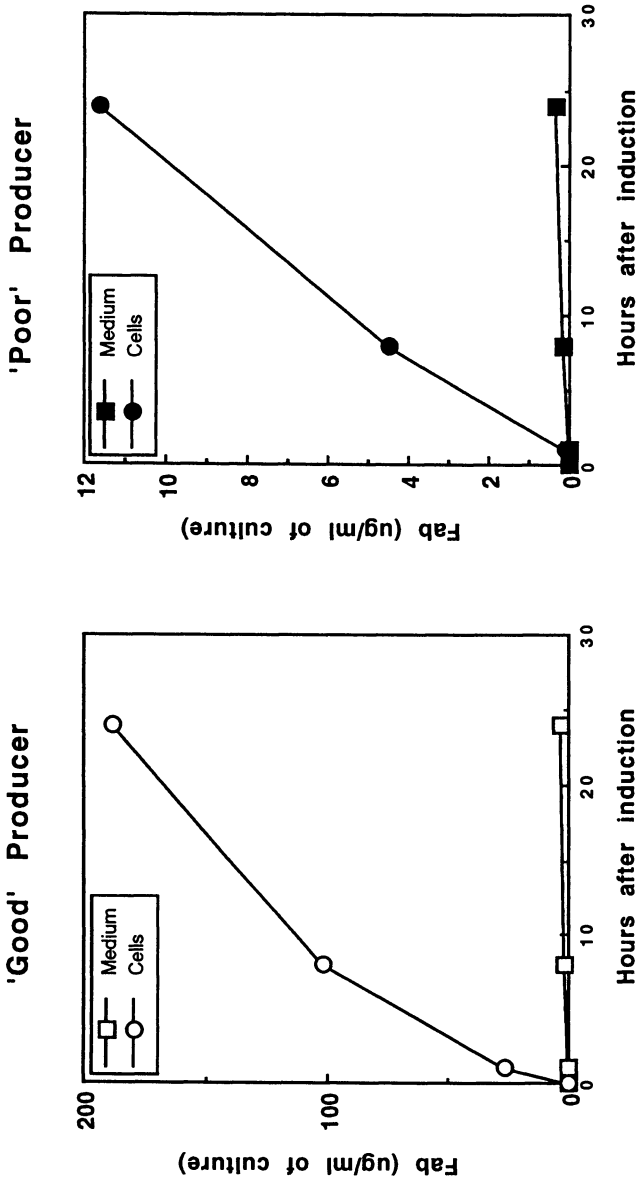 'Good' Producer
Medium
Cells
Fab (ug/ml of culture)
200
100
0
0
10
20
30
Hours after induction
'Poor' Producer
Medium
Cells
Fab (ug/ml of culture)
12
10
8
6
4
2
0
0
10
20
30
Hours after induction